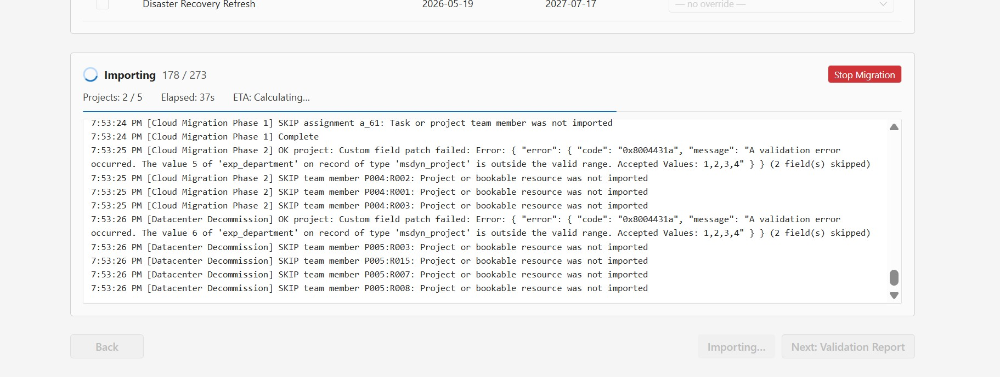 Disaster Recovery Refresh 2026-05-19 2027-07-17 — no override —
Importing 178 / 273 Stop Migration
Projects: 2 / 5 Elapsed: 37s ETA: Calculating...
7:53:24 PM [Cloud Migration Phase 1] SKIP assignment a_61: Task or project team member was not imported
7:53:24 PM [Cloud Migration Phase 1] Complete
7:53:25 PM [Cloud Migration Phase 2] OK project: Custom field patch failed: Error: { "error": { "code": "0x8004431a", "message": "A validation error
occurred. The value 5 of 'exp_department' on record of type 'msdyn_project' is outside the valid range. Accepted Values: 1,2,3,4" } } (2 field(s) skipped)
7:53:25 PM [Cloud Migration Phase 2] SKIP team member P004:R002: Project or bookable resource was not imported
7:53:25 PM [Cloud Migration Phase 2] SKIP team member P004:R001: Project or bookable resource was not imported
7:53:25 PM [Cloud Migration Phase 2] SKIP team member P004:R003: Project or bookable resource was not imported
7:53:26 PM [Datacenter Decommission] OK project: Custom field patch failed: Error: { "error": { "code": "0x8004431a", "message": "A validation error
occurred. The value 6 of 'exp_department' on record of type 'msdyn_project' is outside the valid range. Accepted Values: 1,2,3,4" } } (2 field(s) skipped)
7:53:26 PM [Datacenter Decommission] SKIP team member P005:R003: Project or bookable resource was not imported
7:53:26 PM [Datacenter Decommission] SKIP team member P005:R015: Project or bookable resource was not imported
7:53:26 PM [Datacenter Decommission] SKIP team member P005:R007: Project or bookable resource was not imported
7:53:26 PM [Datacenter Decommission] SKIP team member P005:R008: Project or bookable resource was not imported
Back Importing... Next: Validation Report